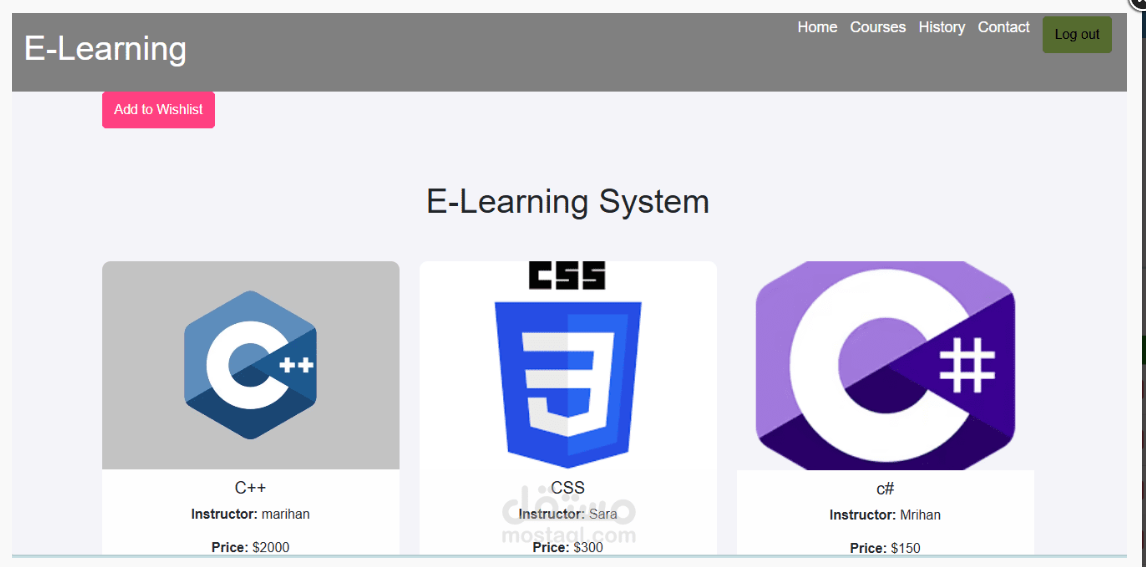 E-Learning
Home Courses History Contact Log out
Add to Wishlist
E-Learning System
C++
CSS
C#
C++ CSS c#
Instructor: marihan Instructor: Sara Instructor: Mrihan
Price: $2000 Price: $300 Price: $150
مستقل
mostaql.com